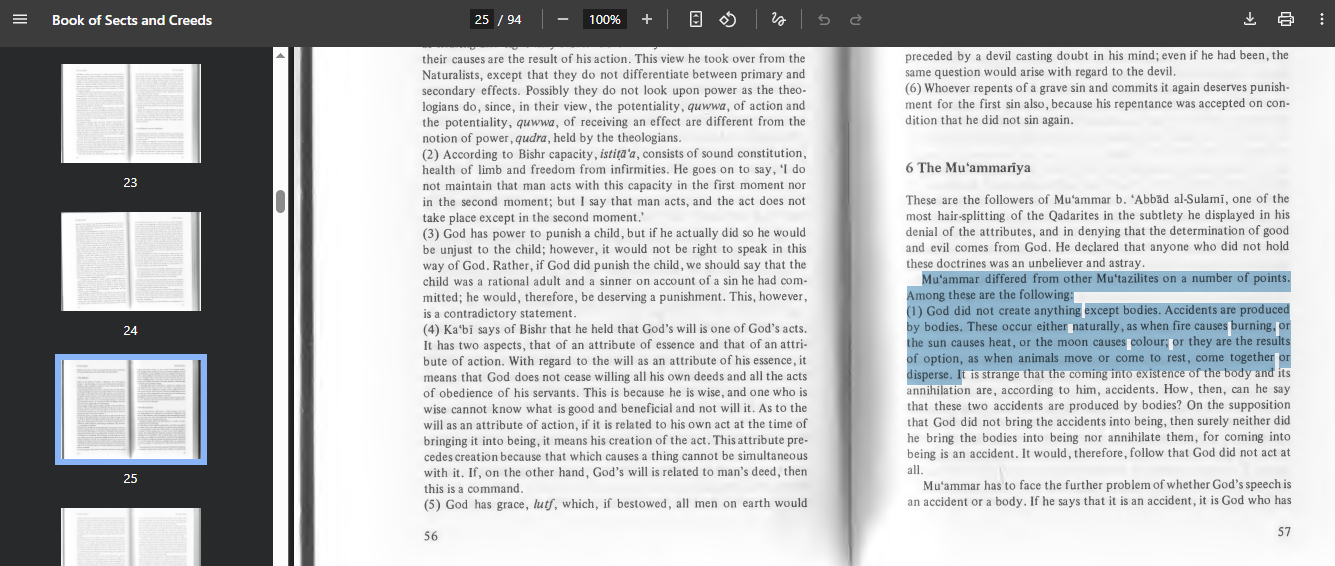 Book of Sects and Creeds
25 / 94
100%
23
24
25
their causes are the result of his action. This view he took over from the
Naturalists, except that they do not differentiate between primary and
secondary effects. Possibly they do not look upon power as the theo-
logians do, since, in their view, the potentiality, quwwa, of action and
the potentiality, quwwa, of receiving an effect are different from the
notion of power, qudra, held by the theologians.
(2) According to Bishr capacity, istiṭā‘a, consists of sound constitution,
health of limb and freedom from infirmities. He goes on to say, ‘I do
not maintain that man acts with this capacity in the first moment nor
in the second moment; but I say that man acts, and the act does not
take place except in the second moment.’
(3) God has power to punish a child, but if he actually did so he would
be unjust to the child; however, it would not be right to speak in this
way of God. Rather, if God did punish the child, we should say that the
child was a rational adult and a sinner on account of a sin he had com-
mitted; he would, therefore, be deserving a punishment. This, however,
is a contradictory statement.
(4) Ka‘bī says of Bishr that he held that God’s will is one of God’s acts.
It has two aspects, that of an attribute of essence and that of an attri-
bute of action. With regard to the will as an attribute of his essence, it
means that God does not cease willing all his own deeds and all the acts
of obedience of his servants. This is because he is wise, and one who is
wise cannot know what is good and beneficial and not will it. As to the
will as an attribute of action, if it is related to his own act at the time of
bringing it into being, it means his creation of the act. This attribute pre-
cedes creation because that which causes a thing cannot be simultaneous
with it. If, on the other hand, God’s will is related to man’s deed, then
this is a command.
(5) God has grace, lutf, which, if bestowed, all men on earth would
56
preceded by a devil casting doubt in his mind; even if he had been, the
same question would arise with regard to the devil.
(6) Whoever repents of a grave sin and commits it again deserves punish-
ment for the first sin also, because his repentance was accepted on con-
dition that he did not sin again.
6 The Mu‘ammarīya
These are the followers of Mu‘ammar b. ‘Abbād al-Sulamī, one of the
most hair-splitting of the Qadarites in the subtlety he displayed in his
denial of the attributes, and in denying that the determination of good
and evil comes from God. He declared that anyone who did not hold
these doctrines was an unbeliever and astray.
Mu‘ammar differed from other Mu‘tazilites on a number of points.
Among these are the following:
(1) God did not create anything except bodies. Accidents are produced
by bodies. These occur either naturally, as when fire causes burning, or
the sun causes heat, or the moon causes colour; or they are the results
of option, as when animals move or come to rest, come together or
disperse. It is strange that the coming into existence of the body and its
annihilation are, according to him, accidents. How, then, can he say
that these two accidents are produced by bodies? On the supposition
that God did not bring the accidents into being, then surely neither did
he bring the bodies into being nor annihilate them, for coming into
being is an accident. It would, therefore, follow that God did not act at
all.
Mu‘ammar has to face the further problem of whether God’s speech is
an accident or a body. If he says that it is an accident, it is God who has
57